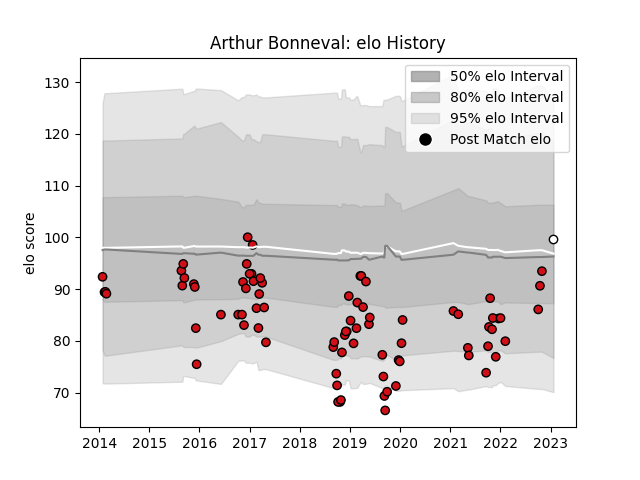 Arthur Bonneval: elo History
50% elo Interval
80% elo Interval
95% elo Interval
Post Match elo
elo score
130
120
110
100
90
80
70
2014 2015 2016 2017 2018 2019 2020 2021 2022 2023